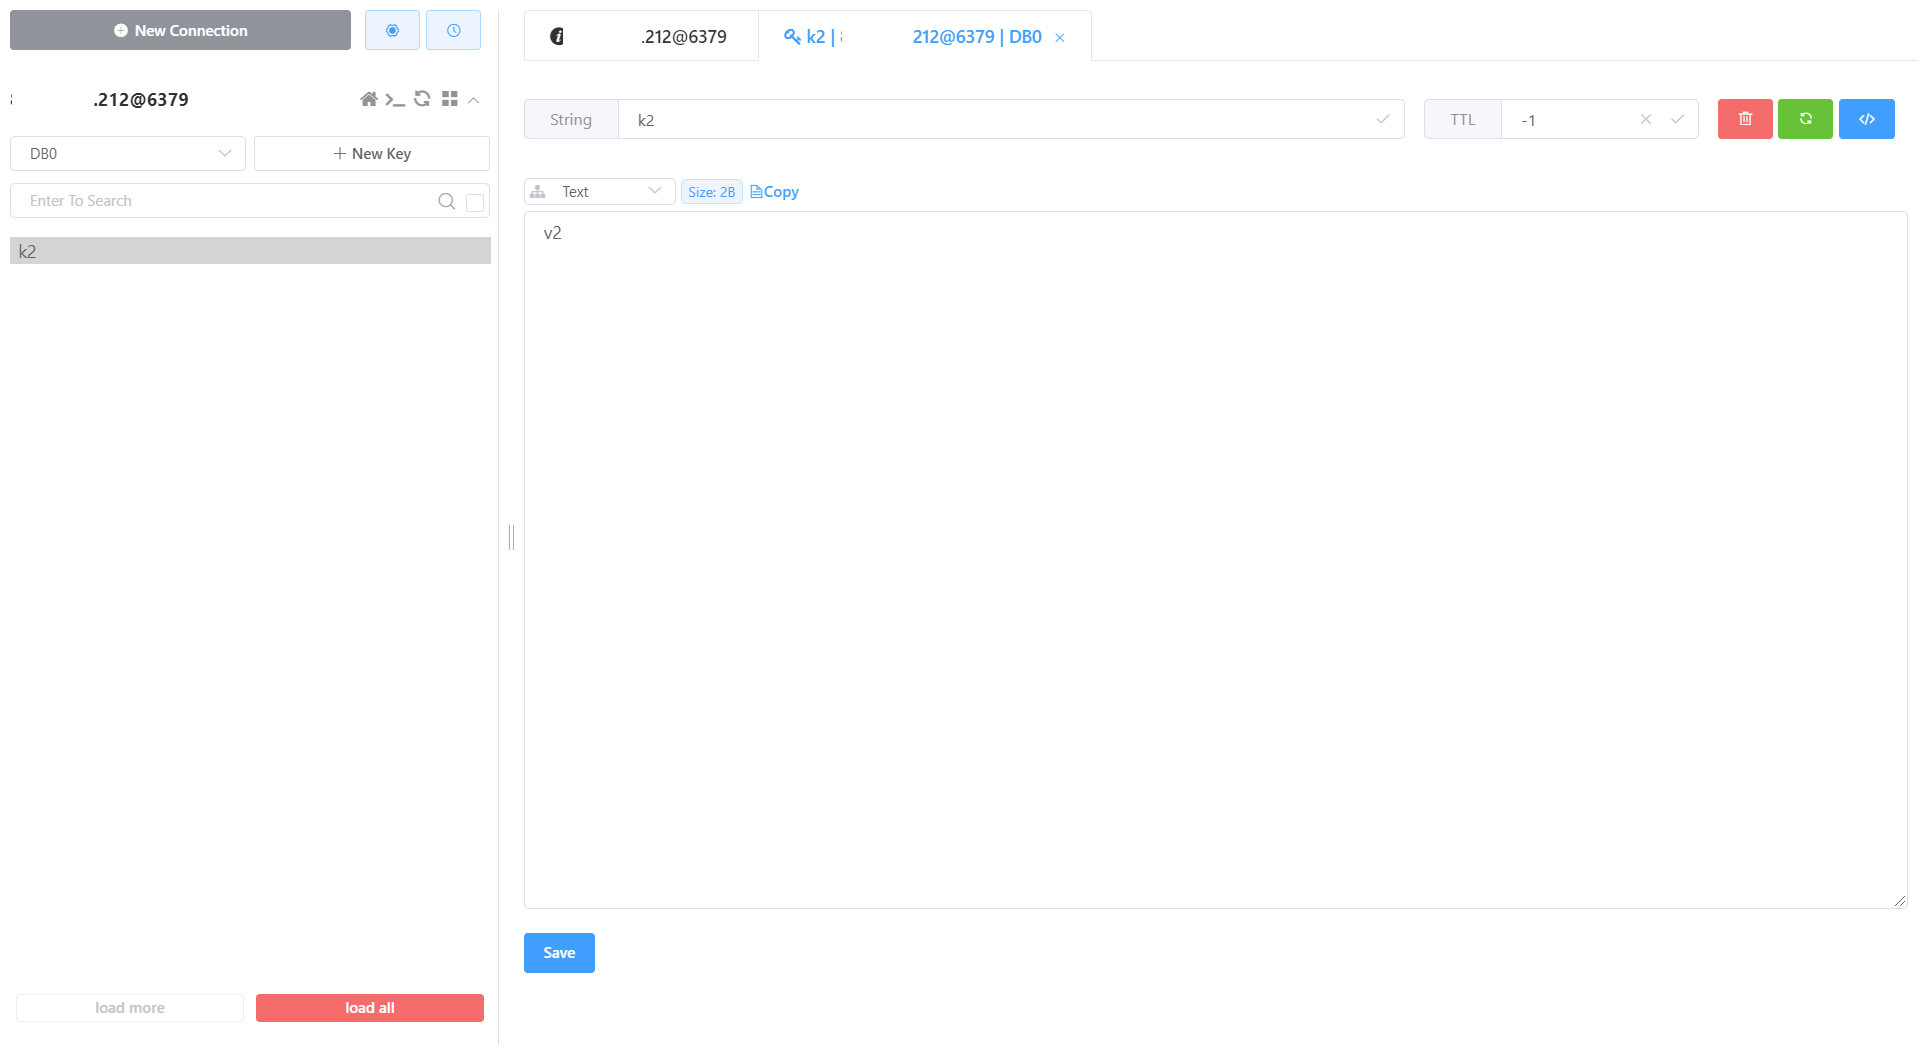 New Connection
.212@6379
DB0
New Key
Enter To Search
k2
load more
load all
.212@6379
k2 |
212@6379 | DB0
String
k2
TTL
-1
Text
Size: 2B
Copy
v2
Save